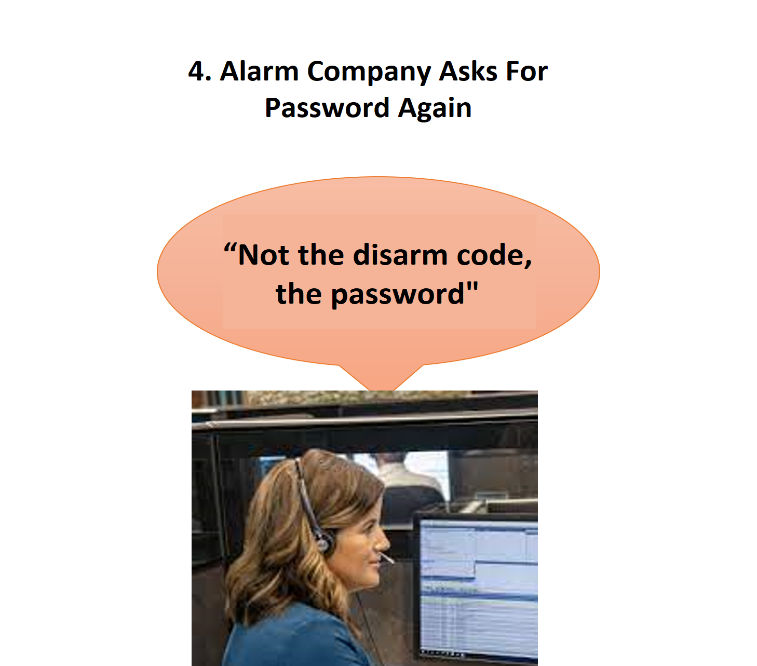 4. Alarm Company Asks For
Password Again
“Not the disarm code,
the password"